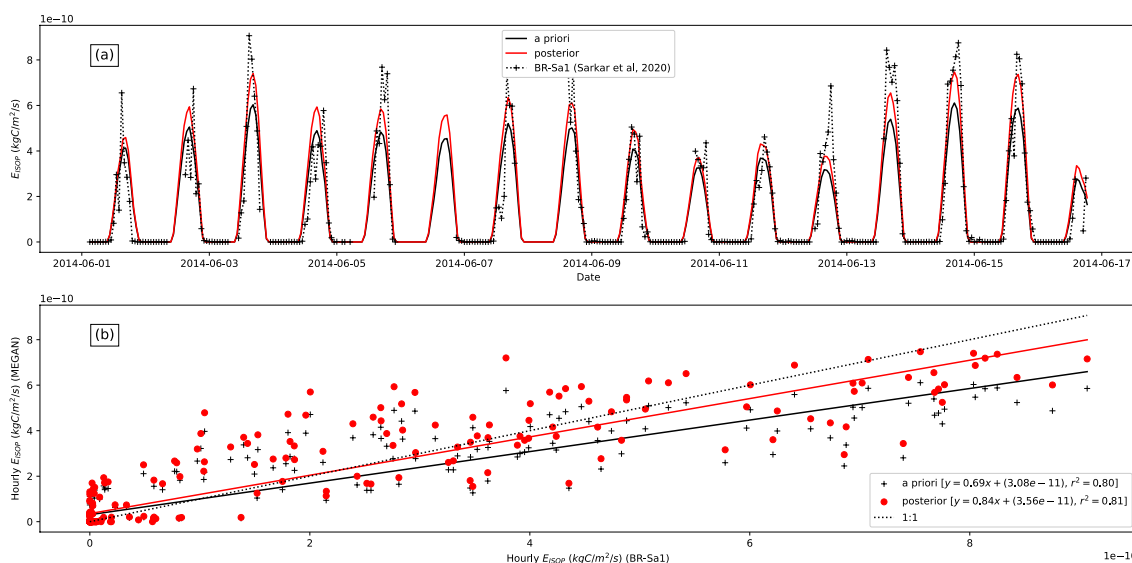 1e−10
(a)
a priori
posterior
BR-Sa1 (Sarkar et al, 2020)
E_ISOP (kgC/m²/s)
8
6
4
2
0
2014-06-01 2014-06-03 2014-06-05 2014-06-07 2014-06-09 2014-06-11 2014-06-13 2014-06-15 2014-06-17
Date
1e−10
(b)
Hourly E_ISOP (kgC/m²/s) (MEGAN)
8
6
4
2
0
a priori [y = 0.69x + (3.08e−11), r² = 0.80]
posterior [y = 0.84x + (3.56e−11), r² = 0.81]
1:1
0 2 4 6 8
Hourly E_ISOP (kgC/m²/s) (BR-Sa1)